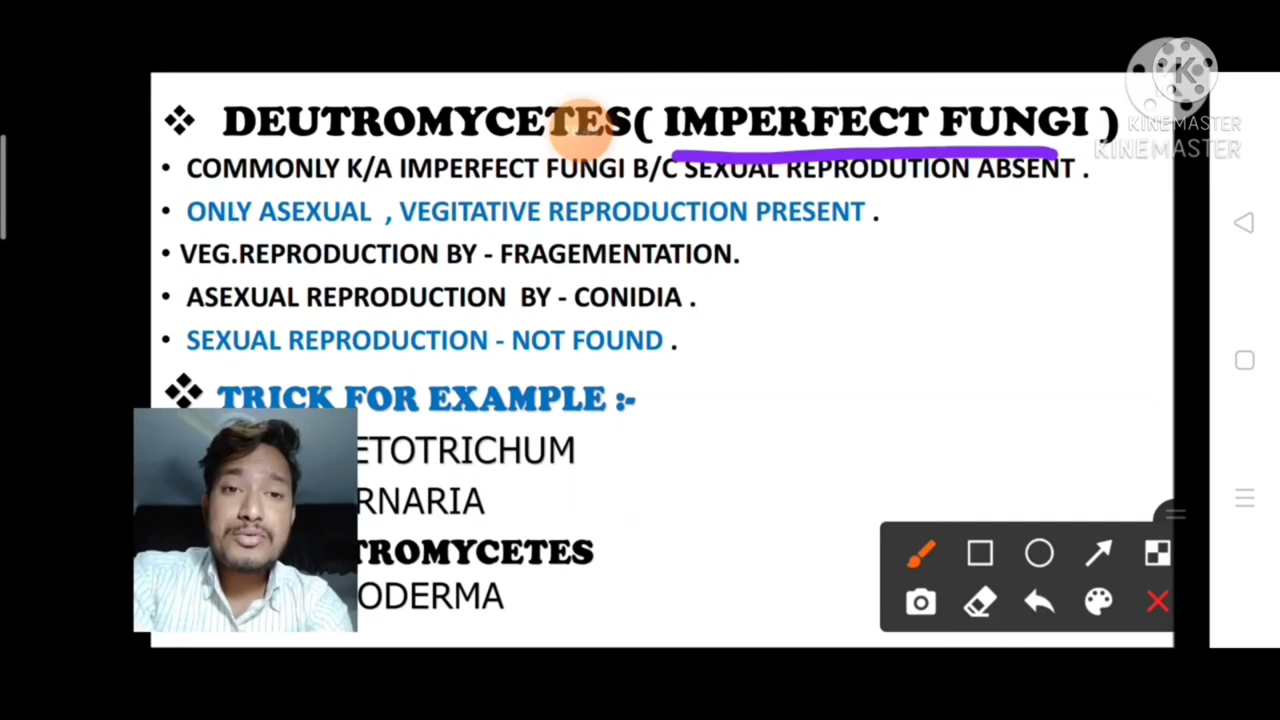 ❖ DEUTROMYCETES( IMPERFECT FUNGI )
• COMMONLY K/A IMPERFECT FUNGI B/C SEXUAL REPRODUTION ABSENT .
• ONLY ASEXUAL , VEGITATIVE REPRODUCTION PRESENT .
• VEG.REPRODUCTION BY - FRAGEMENTATION.
• ASEXUAL REPRODUCTION BY - CONIDIA .
• SEXUAL REPRODUCTION - NOT FOUND .
❖ TRICK FOR EXAMPLE :-
ETOTRICHUM
RNARIA
TROMYCETES
ODERMA
KINEMASTER
KINEMASTER